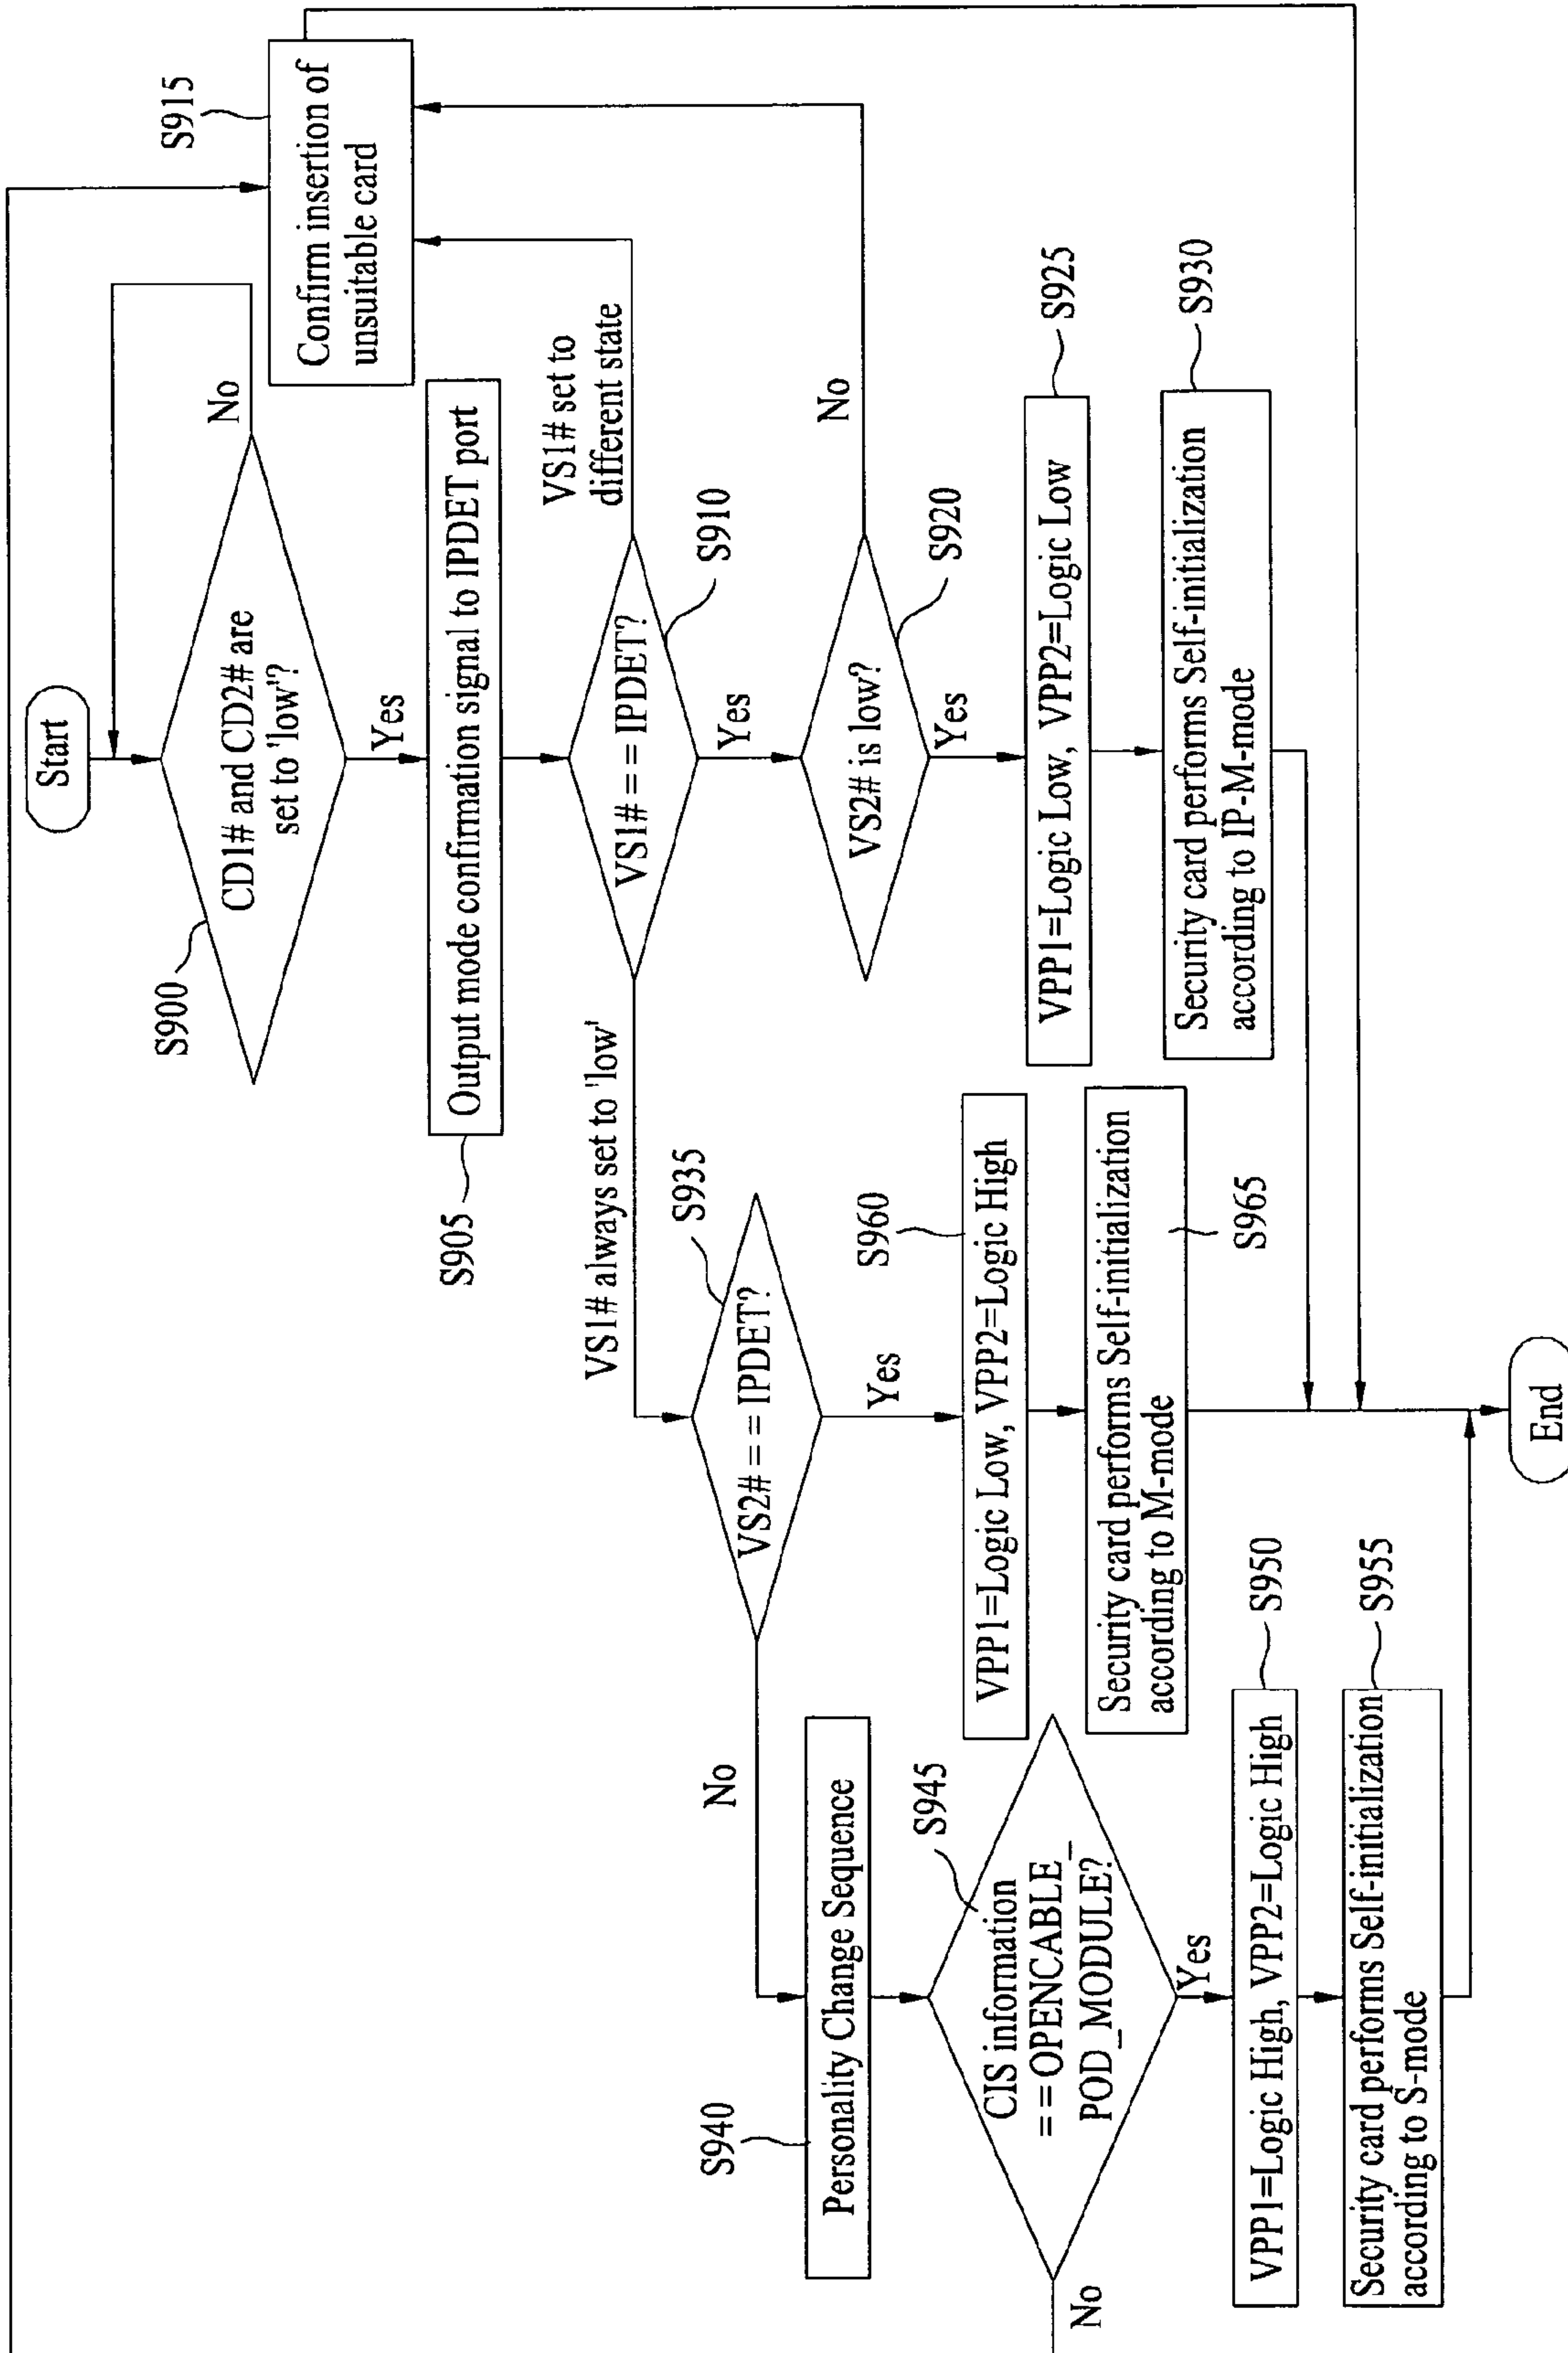 Start
S900
CD1# and CD2# are
set to 'low'?
No
Yes
S905
Output mode confirmation signal to IPDET port
S915
Confirm insertion of
unsuitable card
VS1# always set to 'low'
VS1# = = IPDET?
S910
VS1# set to
different state
Yes
VS2# is low?
S920
No
Yes
VPP1=Logic Low, VPP2=Logic Low
S925
Security card performs Self-initialization
according to IP-M-mode
S930
VS2# = = IPDET?
S935
No
Yes
S960
VPP1=Logic Low, VPP2=Logic High
Security card performs Self-initialization
according to M-mode
S965
S940
Personality Change Sequence
S945
CIS information
= = OPENCABLE_
POD_MODULE?
No
Yes
VPP1=Logic High, VPP2=Logic High
S950
Security card performs Self-initialization
according to S-mode
S955
End